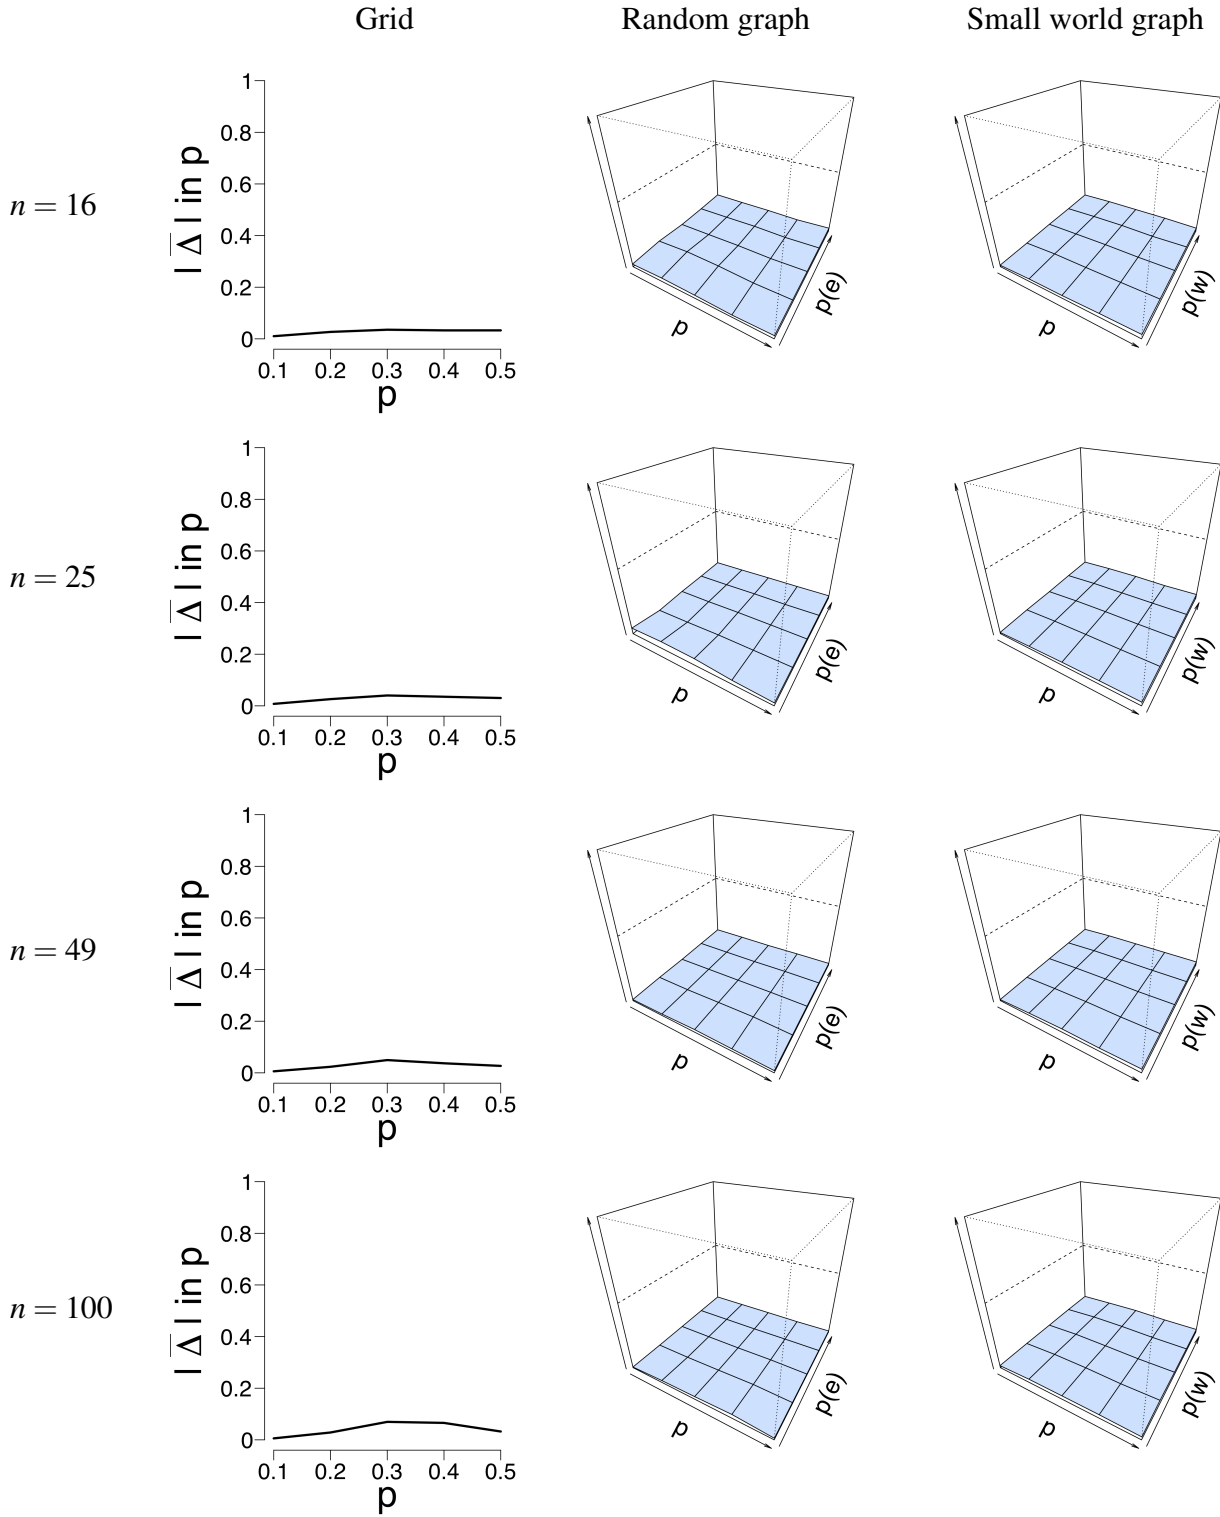 Grid Random graph Small world graph
n = 16
| Δ̅ | in p
1
0.8
0.6
0.4
0.2
0
0.1 0.2 0.3 0.4 0.5
p
p
p(e)
p
p(w)
n = 25
| Δ̅ | in p
1
0.8
0.6
0.4
0.2
0
0.1 0.2 0.3 0.4 0.5
p
p
p(e)
p
p(w)
n = 49
| Δ̅ | in p
1
0.8
0.6
0.4
0.2
0
0.1 0.2 0.3 0.4 0.5
p
p
p(e)
p
p(w)
n = 100
| Δ̅ | in p
1
0.8
0.6
0.4
0.2
0
0.1 0.2 0.3 0.4 0.5
p
p
p(e)
p
p(w)